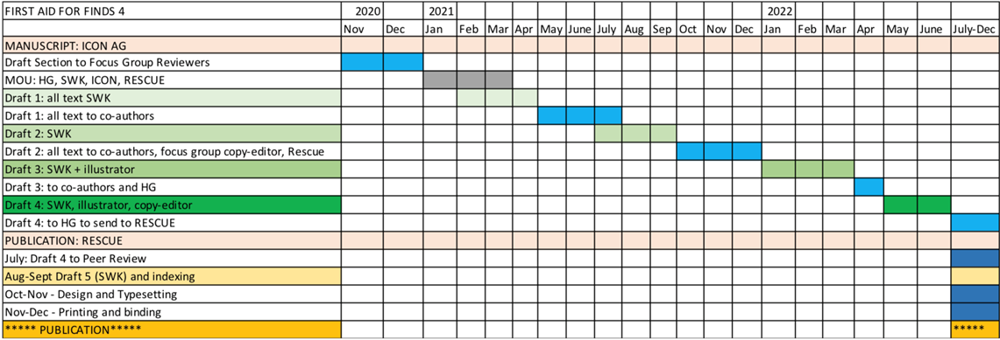 FIRST AID FOR FINDS 4 2020 2021 2022
Nov Dec Jan Feb Mar Apr May June July Aug Sep Oct Nov Dec Jan Feb Mar Apr May June July-Dec
MANUSCRIPT: ICON AG
Draft Section to Focus Group Reviewers
MOU: HG, SWK, ICON, RESCUE
Draft 1: all text SWK
Draft 1: all text to co-authors
Draft 2: SWK
Draft 2: all text to co-authors, focus group copy-editor, Rescue
Draft 3: SWK + illustrator
Draft 3: to co-authors and HG
Draft 4: SWK, illustrator, copy-editor
Draft 4: to HG to send to RESCUE
PUBLICATION: RESCUE
July: Draft 4 to Peer Review
Aug-Sept Draft 5 (SWK) and indexing
Oct-Nov - Design and Typesetting
Nov-Dec - Printing and binding
***** PUBLICATION***** *****